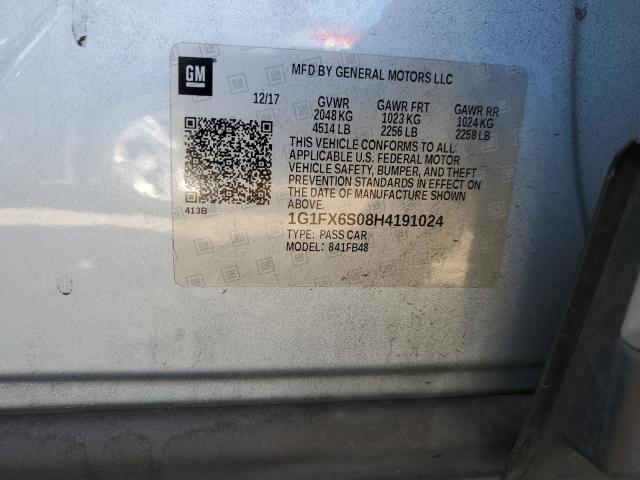 GM
MFD BY GENERAL MOTORS LLC
12/17 GVWR GAWR FRT GAWR RR
2048 KG 1023 KG 1024 KG
4514 LB 2256 LB 2258 LB
THIS VEHICLE CONFORMS TO ALL
APPLICABLE U.S. FEDERAL MOTOR
VEHICLE SAFETY, BUMPER, AND THEFT
PREVENTION STANDARDS IN EFFECT ON
THE DATE OF MANUFACTURE SHOWN
ABOVE.
413B
1G1FX6S08H4191024
TYPE: PASS CAR
MODEL: 841FB48